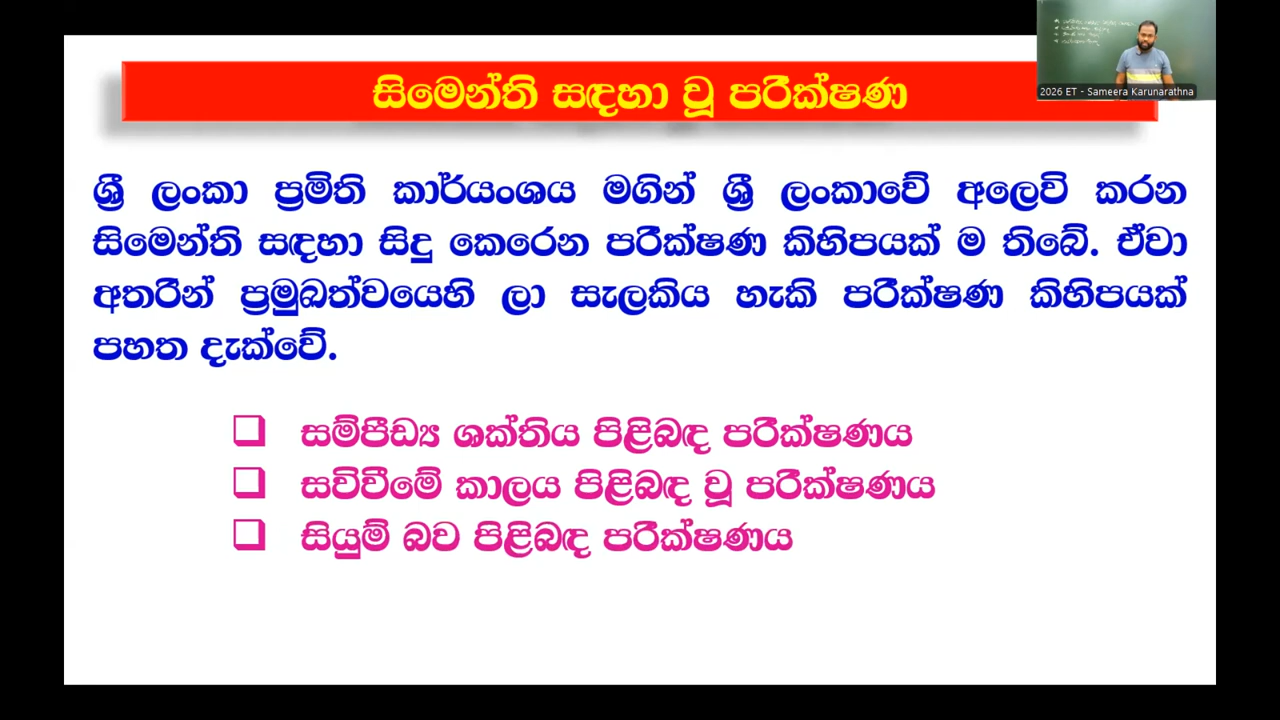 සිමෙන්ති සඳහා වූ පරීක්ෂණ
2026 ET - Sameera Karunarathna
ශ්‍රී ලංකා ප්‍රමිති කාර්යංශය මගින් ශ්‍රී ලංකාවේ අලෙවි කරන
සිමෙන්ති සඳහා සිදු කෙරෙන පරීක්ෂණ කිහිපයක් ම තිබේ. ඒවා
අතරින් ප්‍රමුඛත්වයෙහි ලා සැලකිය හැකි පරීක්ෂණ කිහිපයක්
පහත දැක්වේ.
සම්පීඩ්‍ය ශක්තිය පිළිබඳ පරීක්ෂණය
සවිවීමේ කාලය පිළිබඳ වූ පරීක්ෂණය
සියුම් බව පිළිබඳ පරීක්ෂණය